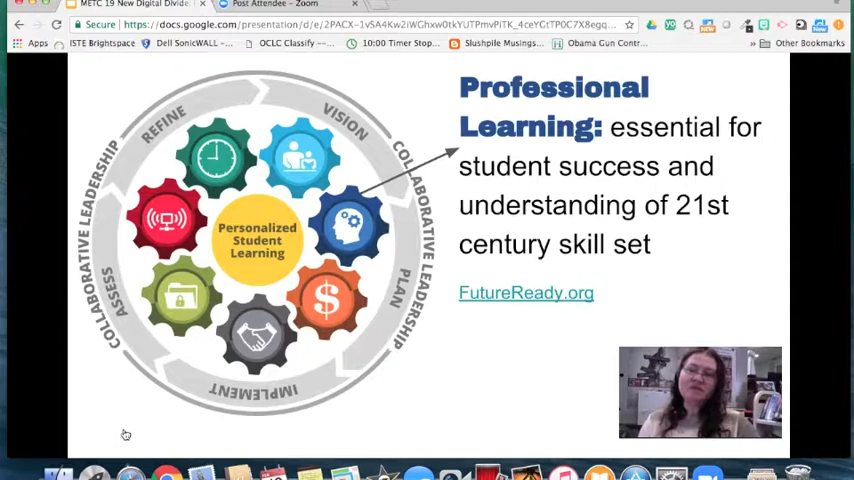 METC 19 New Digital Divide:
Post Attendee – Zoom
Secure
https://docs.google.com/presentation/d/e/2PACX-1vSA4Kw2iWGhxw0tkYUTPmvPiTK_4ceYGtTP0C7X8egq...
Apps
ISTE Bridgespace
Dell SonicWALL
OCLC Classify --...
10:00 Timer Stop...
Slushpile Musings...
Obama Gun Contr...
Other Bookmarks
REFINE
VISION
COLLABORATIVE LEADERSHIP
COLLABORATIVE LEADERSHIP
ASSESS
PLAN
IMPLEMENT
Personalized
Student
Learning
$
Professional
Learning: essential for
student success and
understanding of 21st
century skill set
FutureReady.org